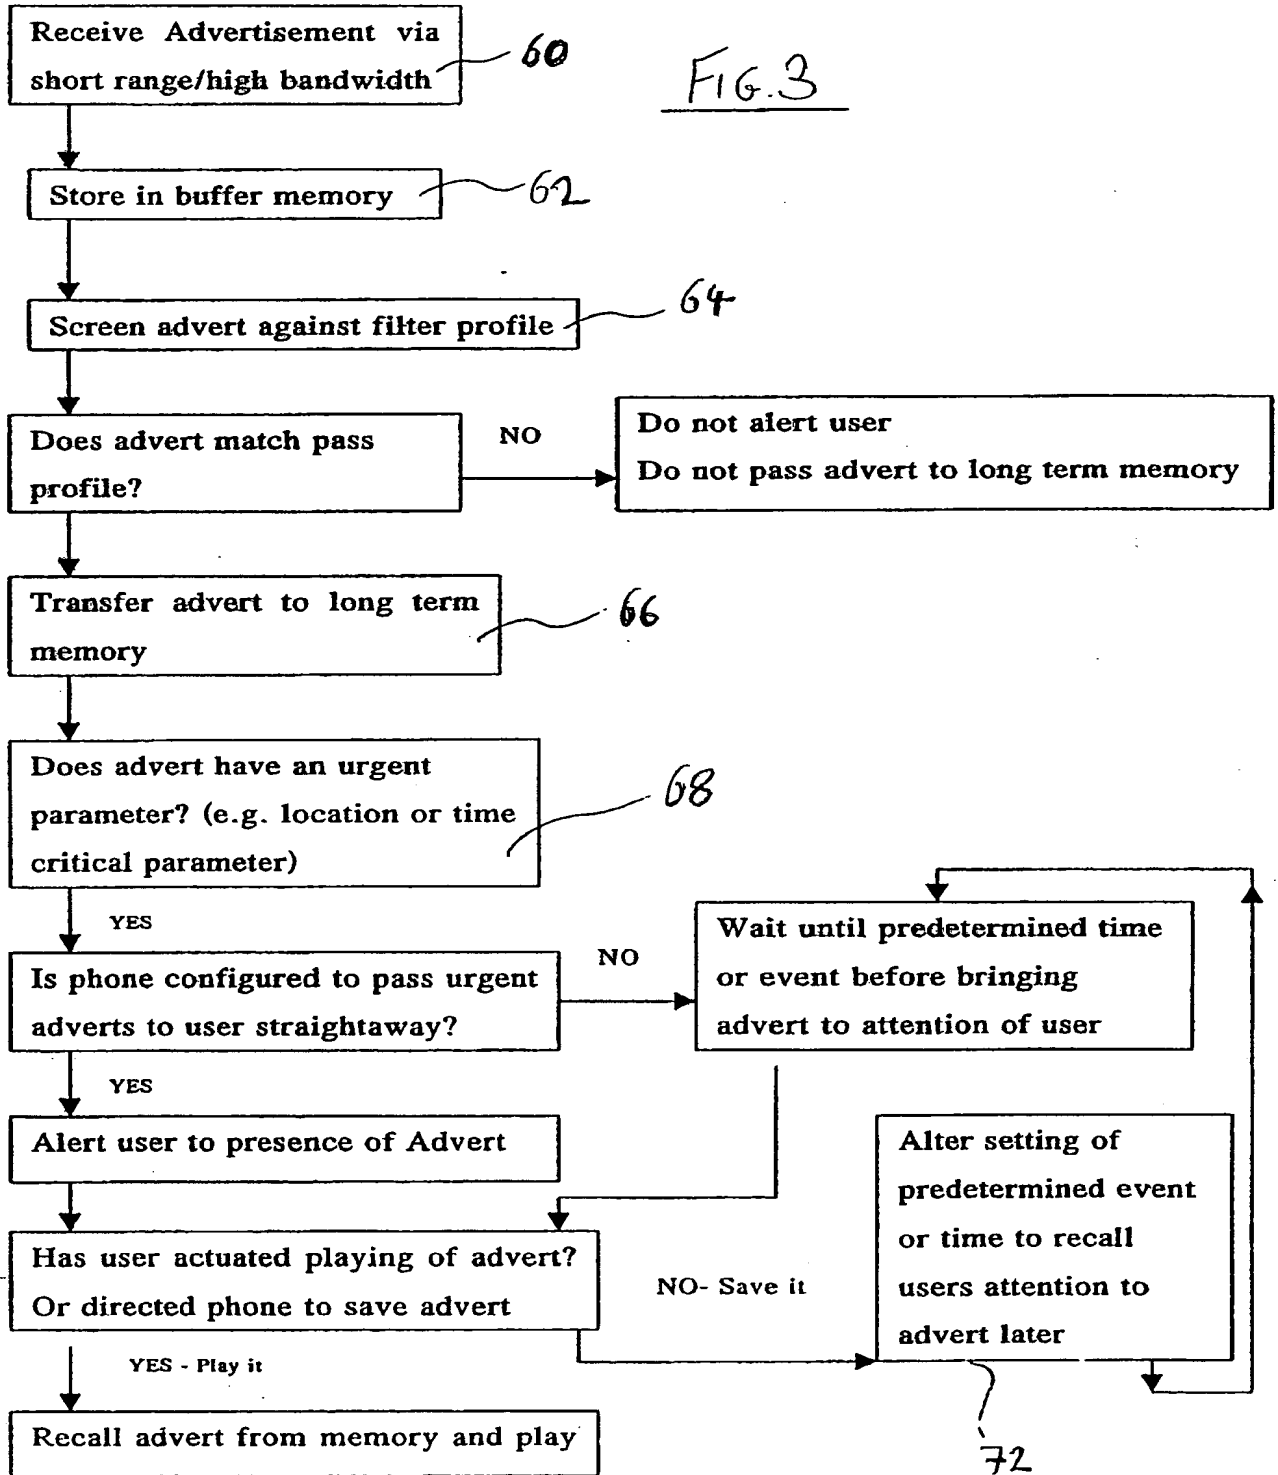 Receive Advertisement via
short range/high bandwidth
60
FIG.3
Store in buffer memory
62
Screen advert against filter profile
64
Does advert match pass
profile?
NO
Do not alert user
Do not pass advert to long term memory
Transfer advert to long term
memory
66
Does advert have an urgent
parameter? (e.g. location or time
critical parameter)
68
YES
Is phone configured to pass urgent
adverts to user straightaway?
NO
Wait until predetermined time
or event before bringing
advert to attention of user
YES
Alert user to presence of Advert
Alter setting of
predetermined event
or time to recall
users attention to
advert later
72
Has user actuated playing of advert?
Or directed phone to save advert
NO- Save it
YES - Play it
Recall advert from memory and play